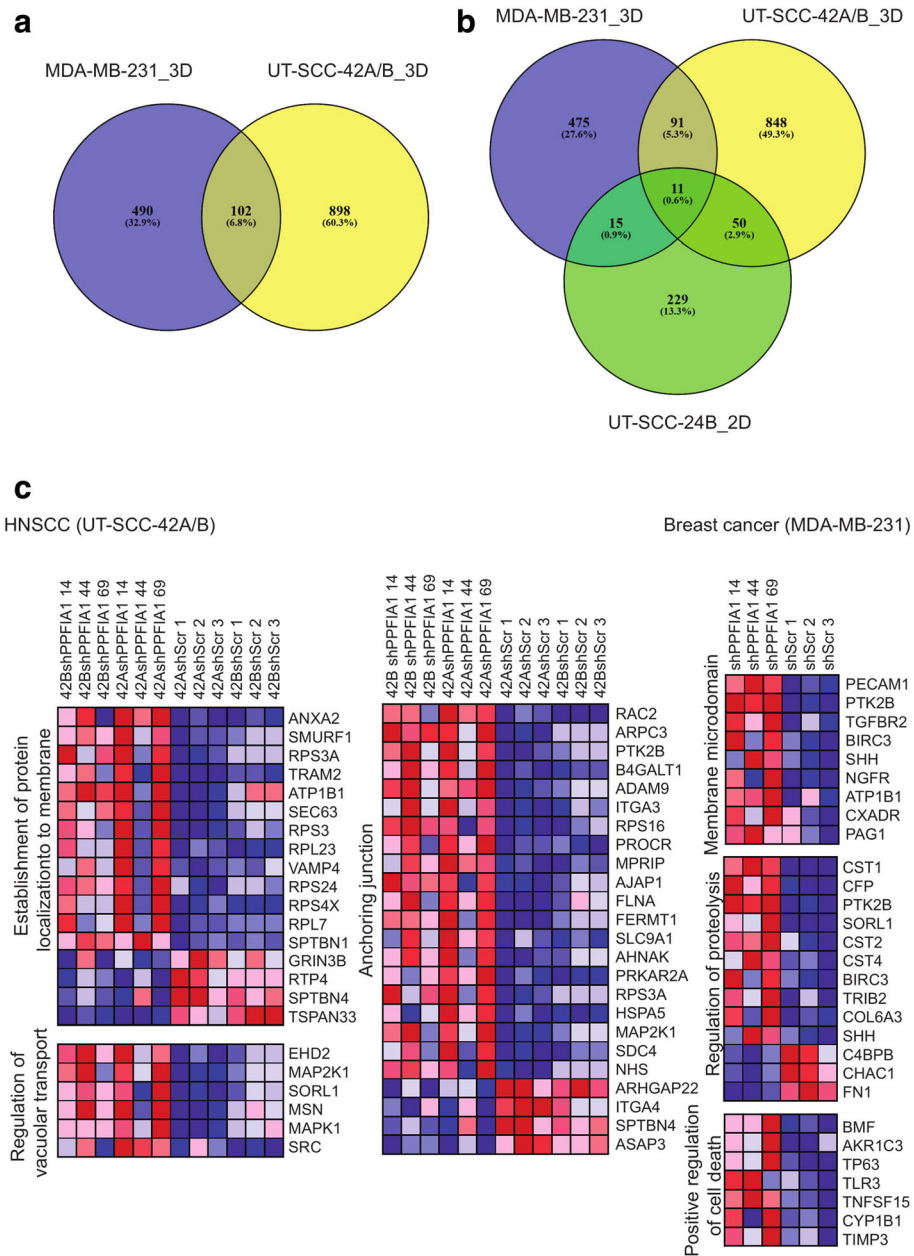 a
MDA-MB-231_3D
UT-SCC-42A/B_3D
490
(32.9%)
102
(6.8%)
898
(60.3%)
b
MDA-MB-231_3D
UT-SCC-42A/B_3D
475
(27.6%)
91
(5.3%)
848
(49.3%)
11
(0.6%)
15
(0.9%)
50
(2.9%)
229
(13.3%)
UT-SCC-24B_2D
c
HNSCC (UT-SCC-42A/B)
Breast cancer (MDA-MB-231)
42BshPPFIA1 14
42BshPPFIA1 44
42BshPPFIA1 69
42AshPPFIA1 14
42AshPPFIA1 44
42AshPPFIA1 69
42AshScr 1
42AshScr 2
42AshScr 3
42BshScr 1
42BshScr 2
42BshScr 3
Establishment of protein
localizationto membrane
ANXA2
SMURF1
RPS3A
TRAM2
ATP1B1
SEC63
RPS3
RPL23
VAMP4
RPS24
RPS4X
RPL7
SPTBN1
GRIN3B
RTP4
SPTBN4
TSPAN33
Regulation of
vacuolar transport
EHD2
MAP2K1
SORL1
MSN
MAPK1
SRC
42B shPPFIA1 14
42B shPPFIA1 44
42B shPPFIA1 69
42AshPPFIA1 14
42AshPPFIA1 44
42AshPPFIA1 69
42AshScr 1
42AshScr 2
42AshScr 3
42BshScr 1
42BshScr 2
42BshScr 3
Anchoring junction
RAC2
ARPC3
PTK2B
B4GALT1
ADAM9
ITGA3
RPS16
PROCR
MPRIP
AJAP1
FLNA
FERMT1
SLC9A1
AHNAK
PRKAR2A
RPS3A
HSPA5
MAP2K1
SDC4
NHS
ARHGAP22
ITGA4
SPTBN4
ASAP3
shPPFIA1 14
shPPFIA1 44
shPPFIA1 69
shScr 1
shScr 2
shScr 3
Membrane microdomain
PECAM1
PTK2B
TGFBR2
BIRC3
SHH
NGFR
ATP1B1
CXADR
PAG1
Regulation of proteolysis
CST1
CFP
PTK2B
SORL1
CST2
CST4
BIRC3
TRIB2
COL6A3
SHH
C4BPB
CHAC1
FN1
Positive regulation
of cell death
BMF
AKR1C3
TP63
TLR3
TNFSF15
CYP1B1
TIMP3